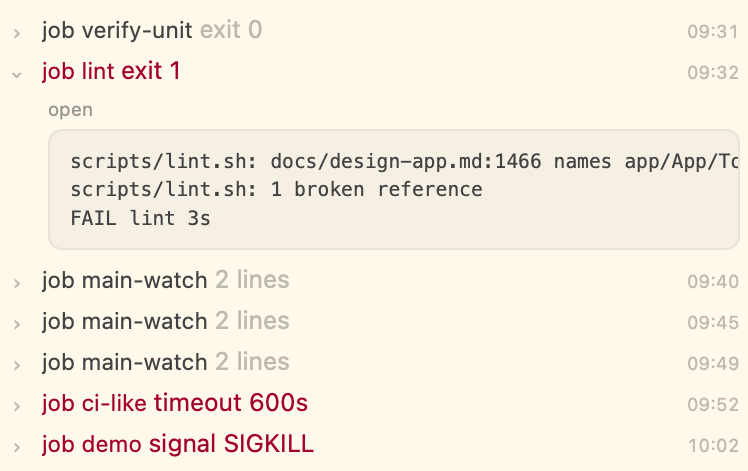 job verify-unit exit 0 09:31
job lint exit 1 09:32
open
scripts/lint.sh: docs/design-app.md:1466 names app/App/To
scripts/lint.sh: 1 broken reference
FAIL lint 3s
job main-watch 2 lines 09:40
job main-watch 2 lines 09:45
job main-watch 2 lines 09:49
job ci-like timeout 600s 09:52
job demo signal SIGKILL 10:02